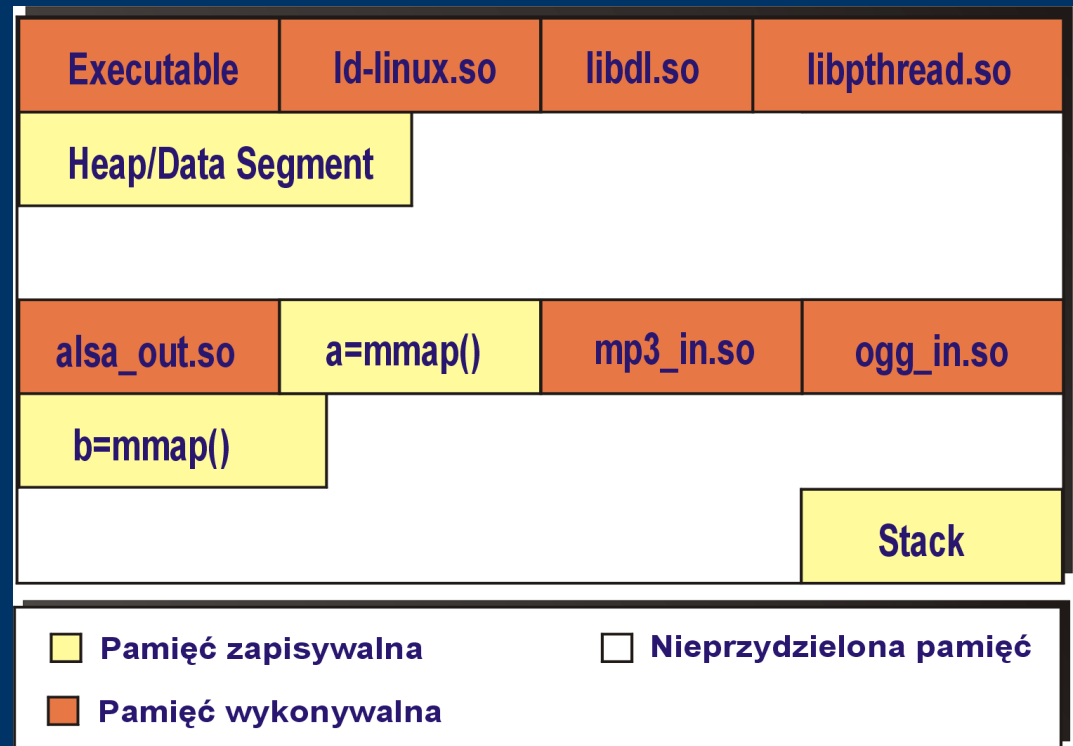 Executable ld-linux.so libdl.so libpthread.so
Heap/Data Segment
alsa_out.so a=mmap() mp3_in.so ogg_in.so
b=mmap()
Stack
Pamięć zapisywalna Nieprzydzielona pamięć
Pamięć wykonywalna